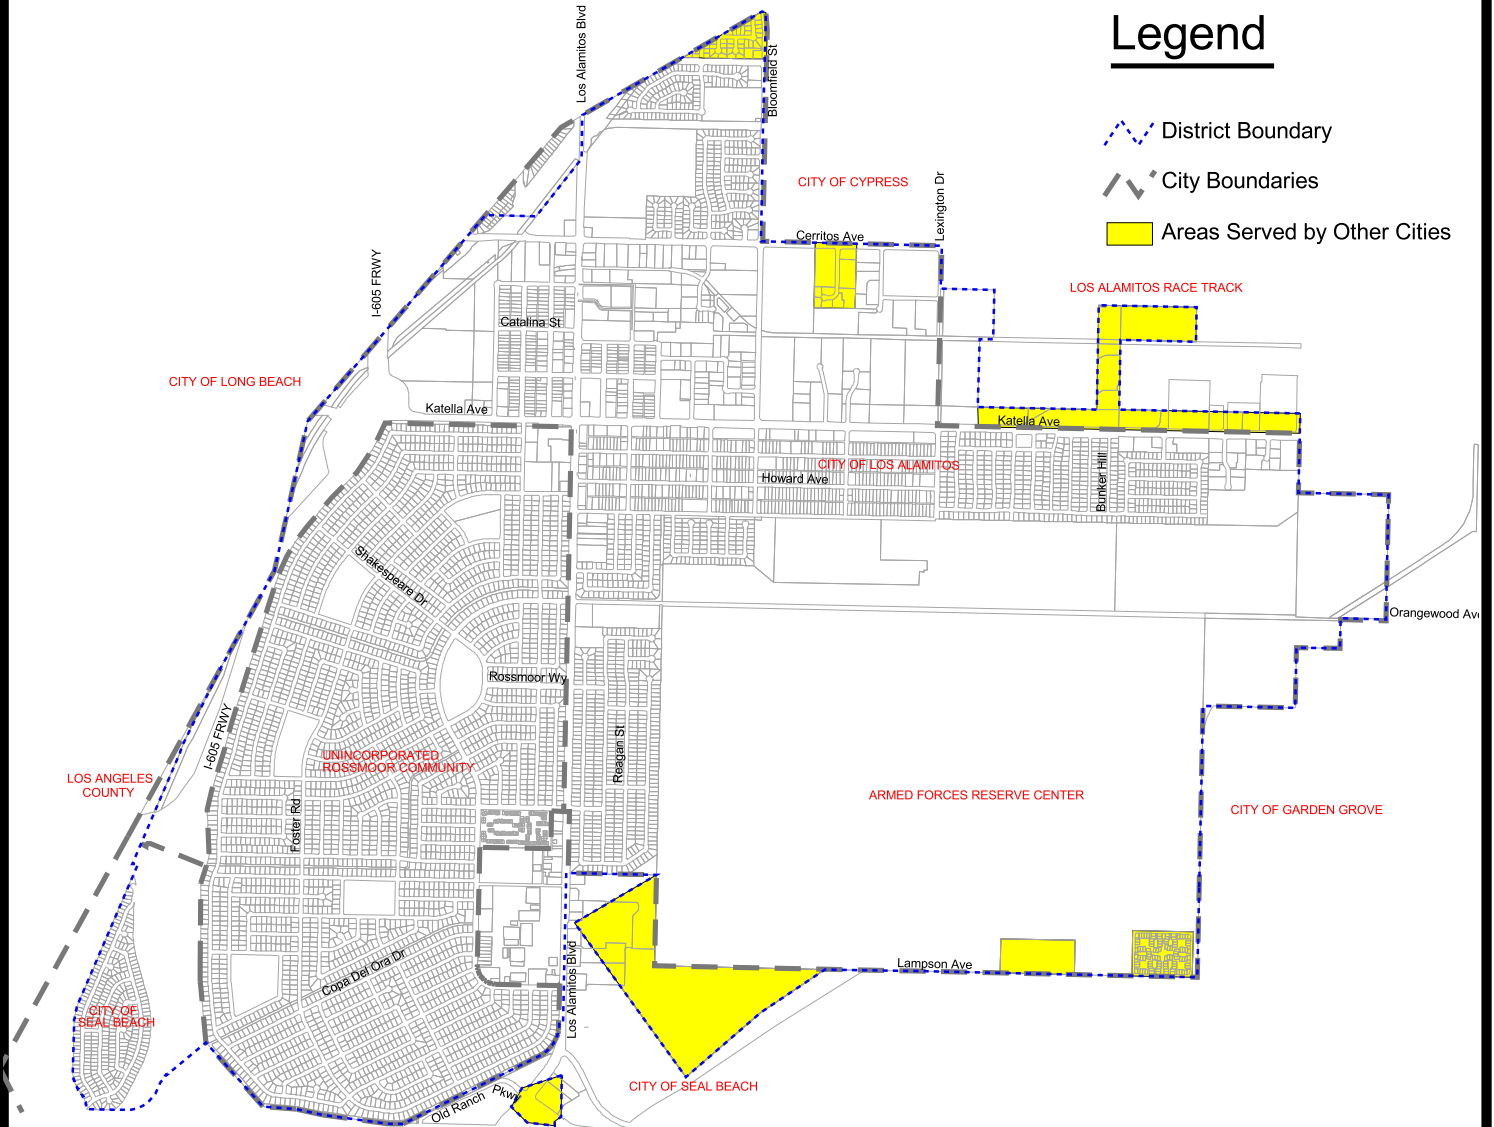 Legend
District Boundary
City Boundaries
Areas Served by Other Cities
Los Alamitos Blvd
Bloomfield St
CITY OF CYPRESS
Lexington Dr
Cerritos Ave
I-605 FRWY
LOS ALAMITOS RACE TRACK
Catalina St
CITY OF LONG BEACH
Katella Ave
Katella Ave
CITY OF LOS ALAMITOS
Howard Ave
Bunker Hill
Shakespeare Dr
Orangewood Av
Rossmoor Wy
I-605 FRWY
Reagan St
UNINCORPORATED
ROSSMOOR COMMUNITY
LOS ANGELES
COUNTY
ARMED FORCES RESERVE CENTER
CITY OF GARDEN GROVE
Foster Rd
Copa Del Ora Dr
Los Alamitos Blvd
Lampson Ave
CITY OF
SEAL BEACH
CITY OF SEAL BEACH
Old Ranch Pkwy